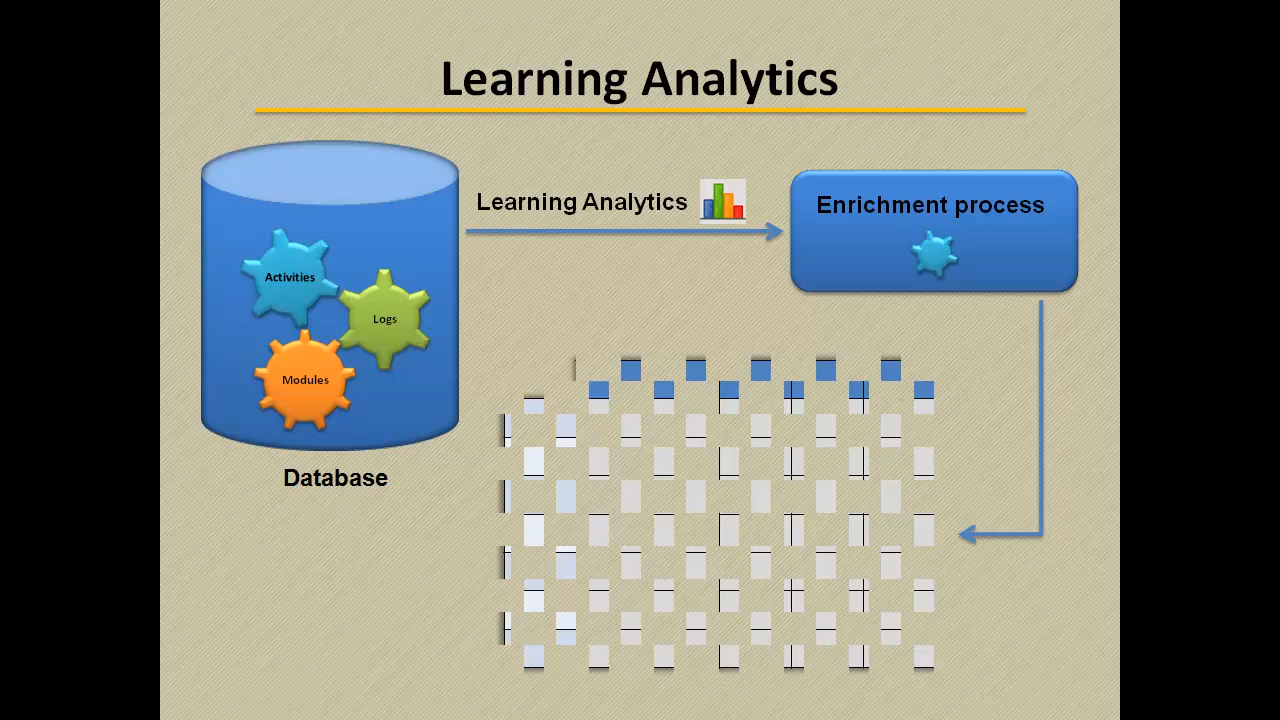 Learning Analytics
Learning Analytics
Enrichment process
Activities
Logs
Modules
Database